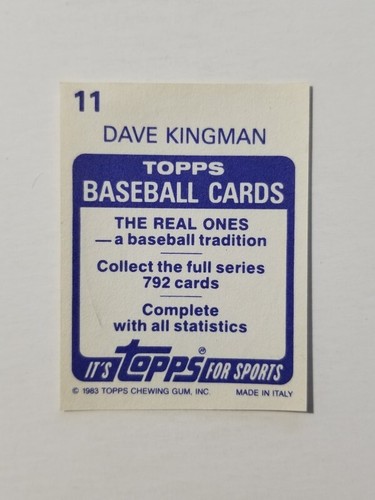 11
DAVE KINGMAN
TOPPS
BASEBALL CARDS
THE REAL ONES
— a baseball tradition
Collect the full series
792 cards
Complete
with all statistics
IT'S Topps® FOR SPORTS
© 1983 TOPPS CHEWING GUM, INC. MADE IN ITALY